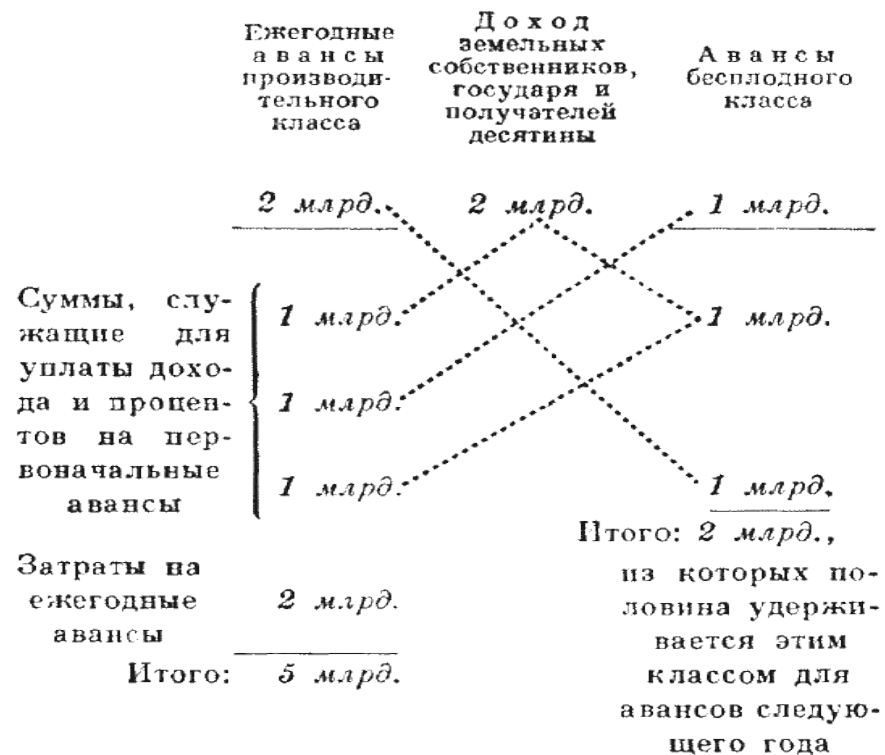 Ежегодные
авансы
производи-
тельного
класса
Доход
земельных
собственников,
государя и
получателей
десятины
Авансы
бесплодного
класса
2 млрд.
2 млрд.
1 млрд.
Суммы, слу-
жащие для
уплаты дохо-
да и процен-
тов на пер-
воначальные
авансы
1 млрд.
1 млрд.
1 млрд.
1 млрд.
1 млрд.
Итого: 2 млрд.,
из которых по-
ловина удержи-
вается этим
классом для
авансов следую-
щего года
Затраты на
ежегодные
авансы
2 млрд.
Итого: 5 млрд.